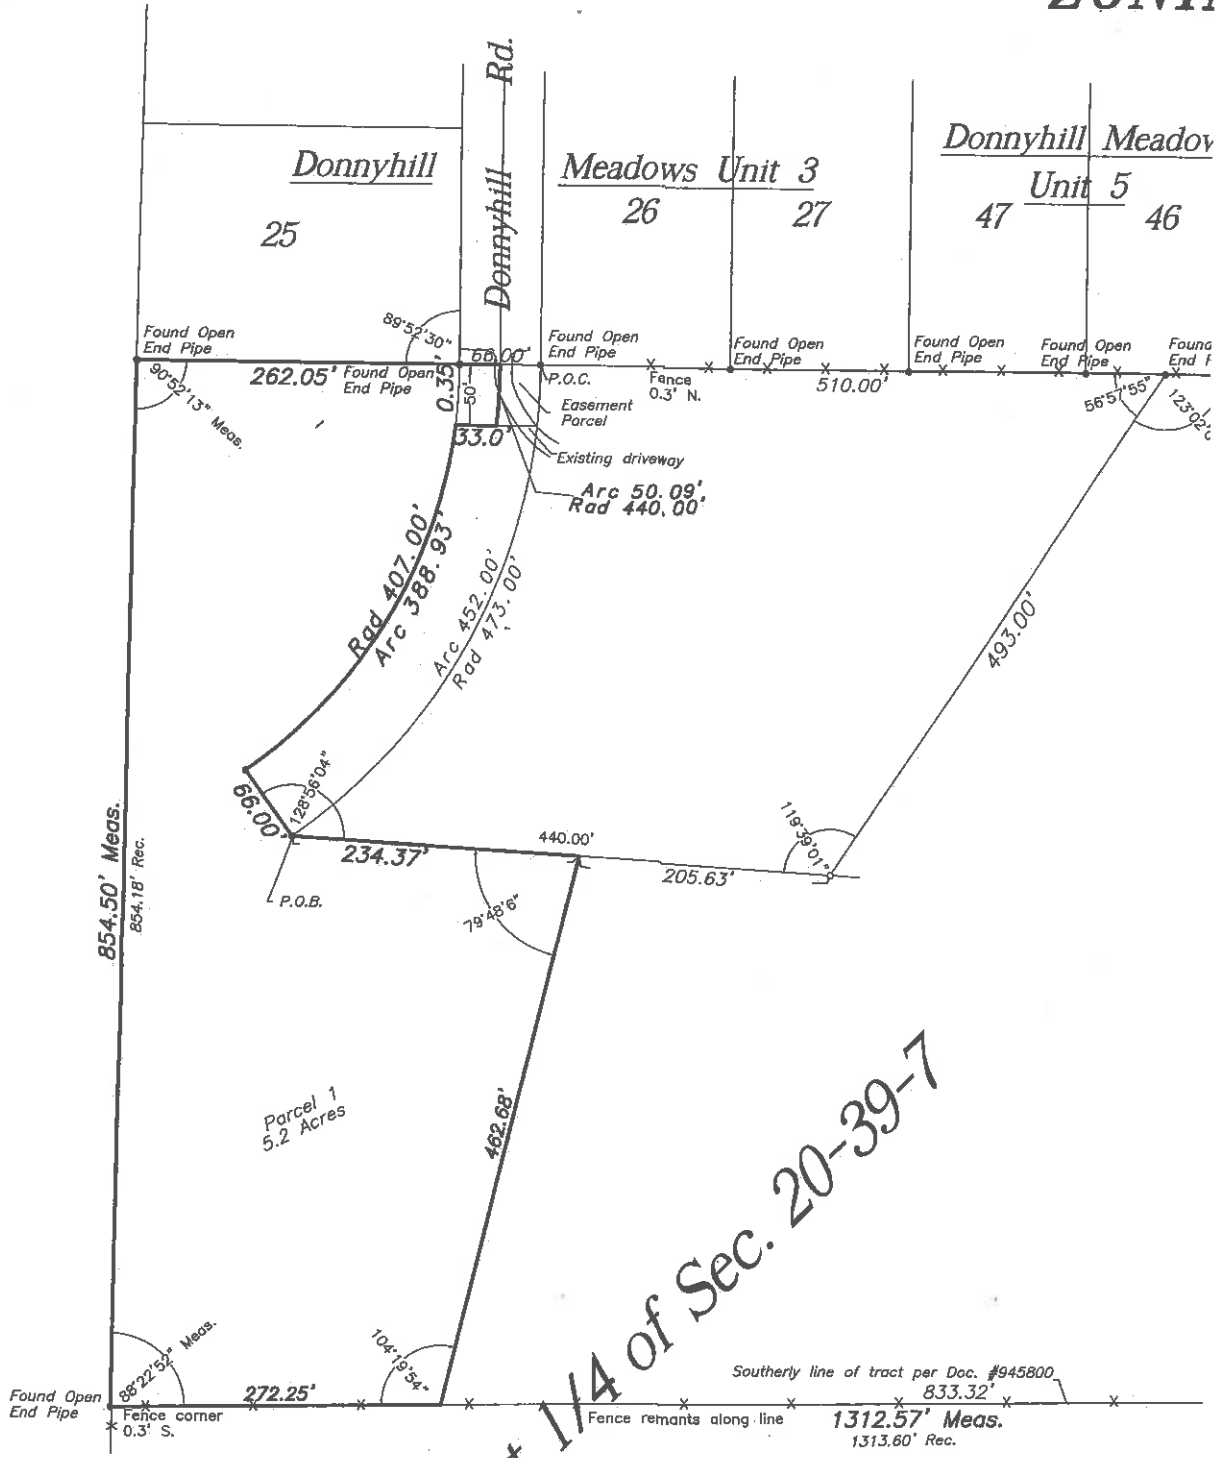 Donnyhill
Rd.
Donnyhill
Meadows Unit 3
Donnyhill
Unit 5
25
26
27
47
46
Found Open
End Pipe
89°52'30"
66.00'
Found Open
End Pipe
Found Open
End Pipe
Found Open
End Pipe
Found Open
End Pipe
262.05'
Found Open
End Pipe
0.35'
50'
P.O.C.
Fence
0.3' N.
510.00'
56°57'55"
90°52'13" Meas.
33.0'
Easement
Parcel
Existing driveway
Arc 50.09'
Rad 440.00'
Rad 407.00'
Arc 388.93'
Arc 452.00'
Rad 473.00'
493.00'
66.00'
128°56'04"
234.37'
440.00'
205.63'
119°39'01"
P.O.B.
79°48'6"
854.50' Meas.
854.18' Rec.
Parcel 1
5.2 Acres
462.68'
1/4 of Sec. 20-39-7
88°22'52" Meas.
272.25'
104°19'54"
Found Open
End Pipe
Fence corner
0.3' S.
Fence remants along line
Southerly line of tract per Doc. #945800
833.32'
1312.57' Meas.
1313.60' Rec.